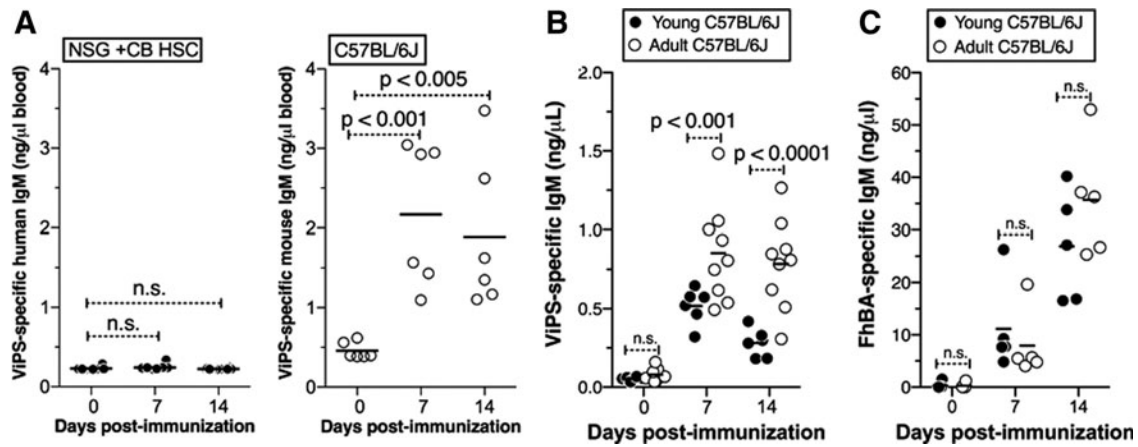 A
NSG +CB HSC
ViPS-specific human IgM (ng/µl blood)
4
3
2
1
0
n.s.
n.s.
0 7 14
Days post-immunization
C57BL/6J
ViPS-specific mouse IgM (ng/µl blood)
4
3
2
1
0
p < 0.005
p < 0.001
0 7 14
Days post-immunization
B
Young C57BL/6J
Adult C57BL/6J
ViPS-specific IgM (ng/µL)
2.0
1.5
1.0
0.5
0.0
p < 0.001
p < 0.0001
n.s.
0 7 14
Days post-immunization
C
Young C57BL/6J
Adult C57BL/6J
FhBA-specific IgM (ng/µl)
60
50
40
30
20
10
0
n.s.
n.s.
n.s.
0 7 14
Days post-immunization